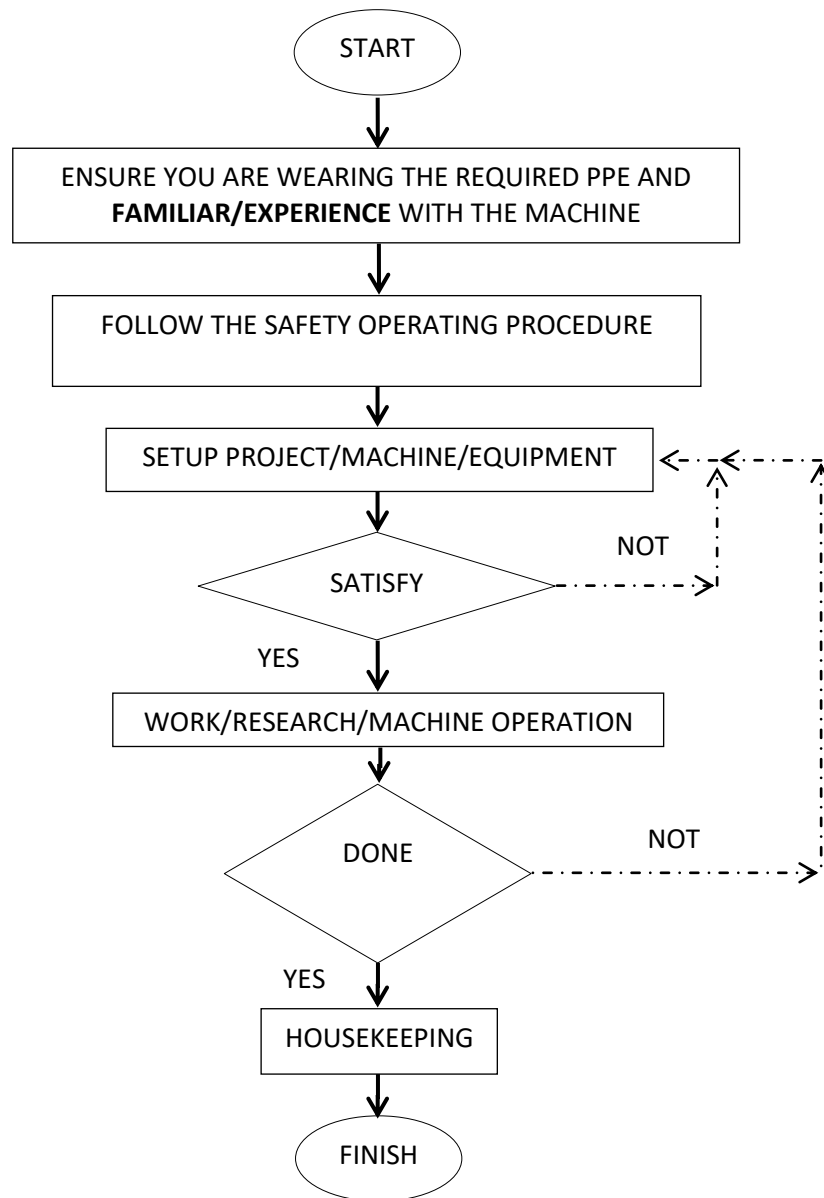 START
ENSURE YOU ARE WEARING THE REQUIRED PPE AND
FAMILIAR/EXPERIENCE WITH THE MACHINE
FOLLOW THE SAFETY OPERATING PROCEDURE
SETUP PROJECT/MACHINE/EQUIPMENT
NOT
SATISFY
YES
WORK/RESEARCH/MACHINE OPERATION
NOT
DONE
YES
HOUSEKEEPING
FINISH